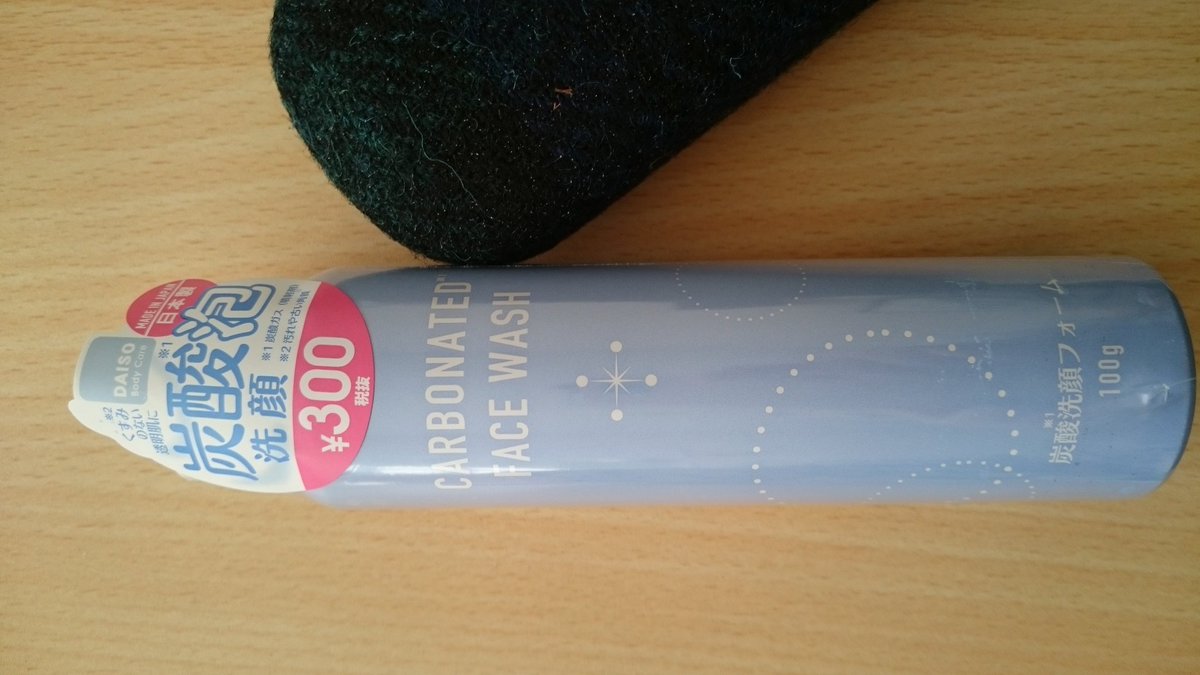 DAISO
Body Care
MADE IN JAPAN
日本製
※2
くすみ
のない
透明肌に
※1
炭酸泡
洗顔
※1 炭酸ガス(噴射剤)
※2 汚れや古い角質
¥300
税抜
CARBONATED※1
FACE WASH
※1
炭酸洗顔フォーム
100g